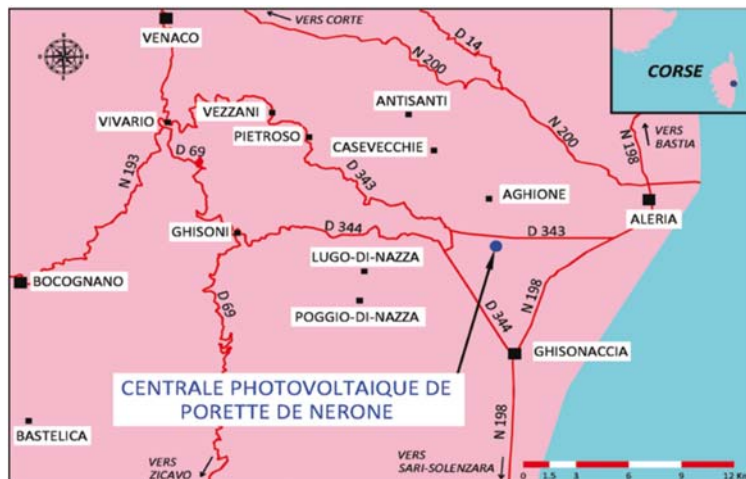 VERS CORTE
VENACO
D 14
N 200
CORSE
VEZZANI
ANTISANTI
VIVARIO
PIETROSO
CASEVECCHIE
N 200
N 198
VERS
BASTIA
D 69
N 193
D 343
AGHIONE
ALERIA
GHISONI
D 344
D 343
LUGO-DI-NAZZA
BOCOGNANO
D 69
POGGIO-DI-NAZZA
D 344
N 198
GHISONACCIA
CENTRALE PHOTOVOLTAIQUE DE
PORETTE DE NERONE
BASTELICA
N 198
VERS
ZICAVO
VERS
SARI-SOLENZARA
0 1.5 3 6 9 12 Km